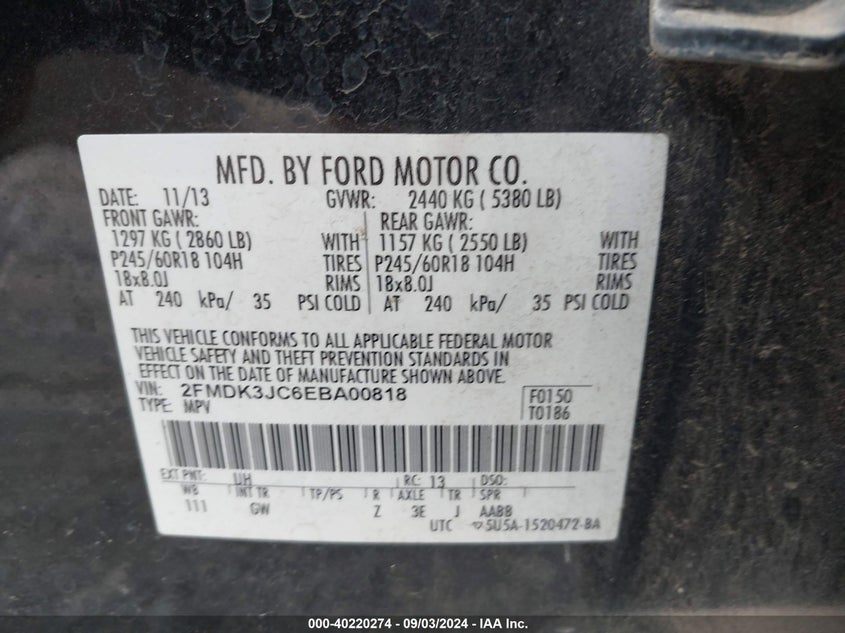 MFD. BY FORD MOTOR CO.
DATE: 11/13 GVWR: 2440 KG ( 5380 LB)
FRONT GAWR: REAR GAWR:
1297 KG ( 2860 LB) WITH 1157 KG ( 2550 LB) WITH
P245/60R18 104H TIRES P245/60R18 104H TIRES
18x8.0J RIMS 18x8.0J RIMS
AT 240 kPa/ 35 PSI COLD AT 240 kPa/ 35 PSI COLD
THIS VEHICLE CONFORMS TO ALL APPLICABLE FEDERAL MOTOR
VEHICLE SAFETY AND THEFT PREVENTION STANDARDS IN
EFFECT ON THE DATE OF MANUFACTURE SHOWN ABOVE.
VIN: 2FMDK3JC6EBA00818 F0150
TYPE: MPV T0186
EXT PNT: UH RC: 13 DSO:
WB INT TR TP/PS R AXLE TR SPR
111 GW Z 3E J AABB
UTC 5U5A-1520472-BA
000-40220274 - 09/03/2024 - IAA Inc.